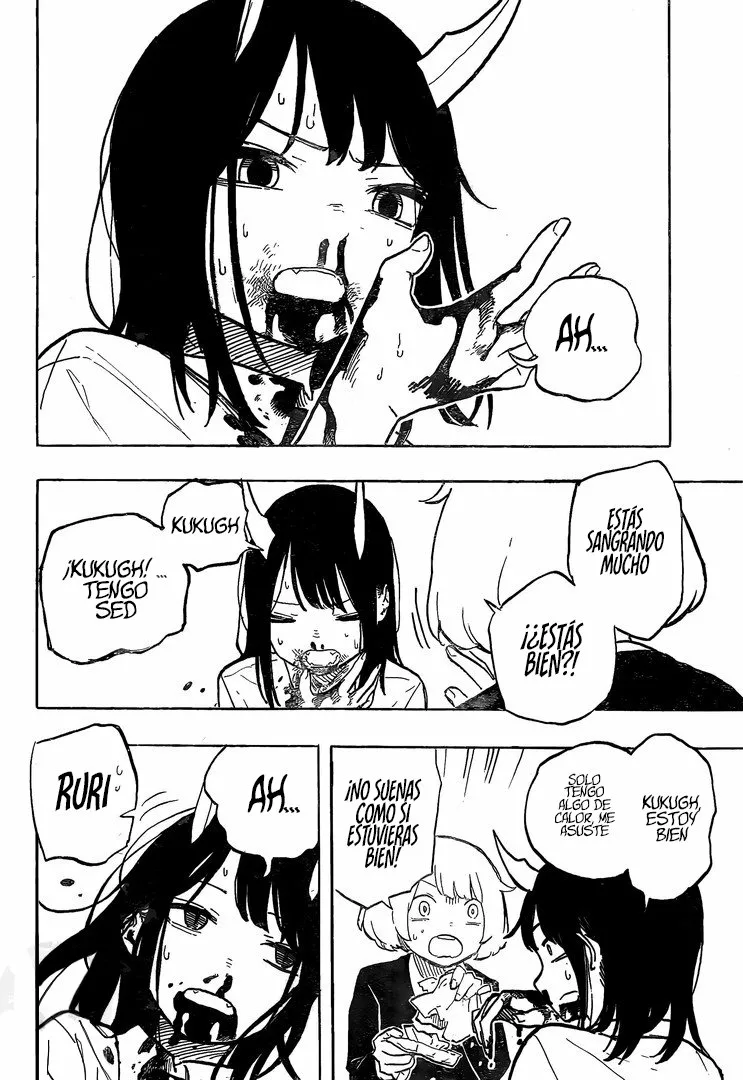 AH...
ESTÁS
SANGRANDO
MUCHO
¡¿ESTÁS
BIEN?!
KUKUGH
¡KUKUGH! ...
TENGO
SED
KUKUGH,
ESTOY
BIEN
SOLO
TENGO
ALGO DE
CALOR, ME
ASUSTE
¡NO SUENAS
COMO SI
ESTUVIERAS
BIEN!
AH...
RURI